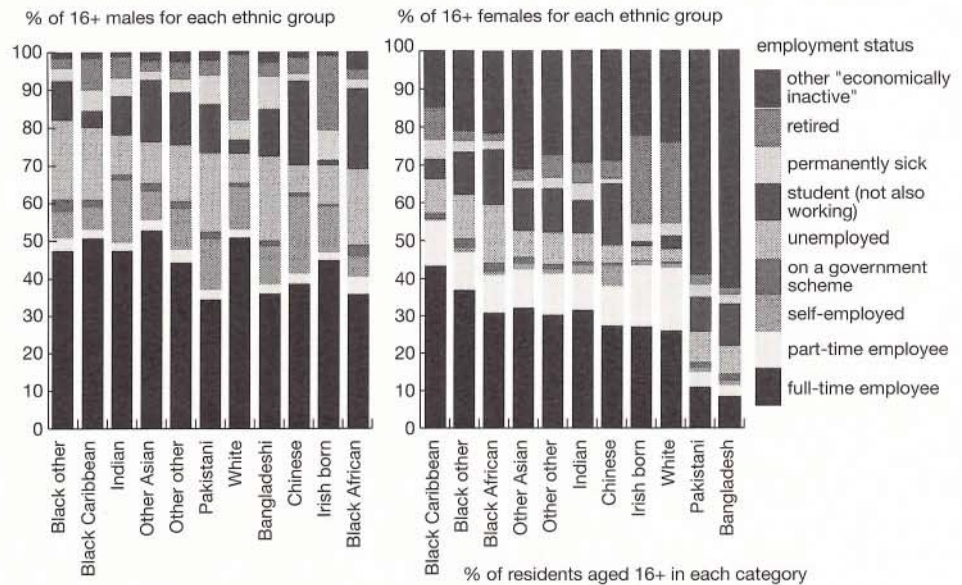 % of 16+ males for each ethnic group
100
90
80
70
60
50
40
30
20
10
0
Black other
Black Caribbean
Indian
Other Asian
Other other
Pakistani
White
Bangladeshi
Chinese
Irish born
Black African
% of 16+ females for each ethnic group
100
90
80
70
60
50
40
30
20
10
0
Black Caribbean
Black other
Black African
Other Asian
Other other
Indian
Chinese
Irish born
White
Pakistani
Bangladesh
employment status
other "economically
inactive"
retired
permanently sick
student (not also
working)
unemployed
on a government
scheme
self-employed
part-time employee
full-time employee
% of residents aged 16+ in each category